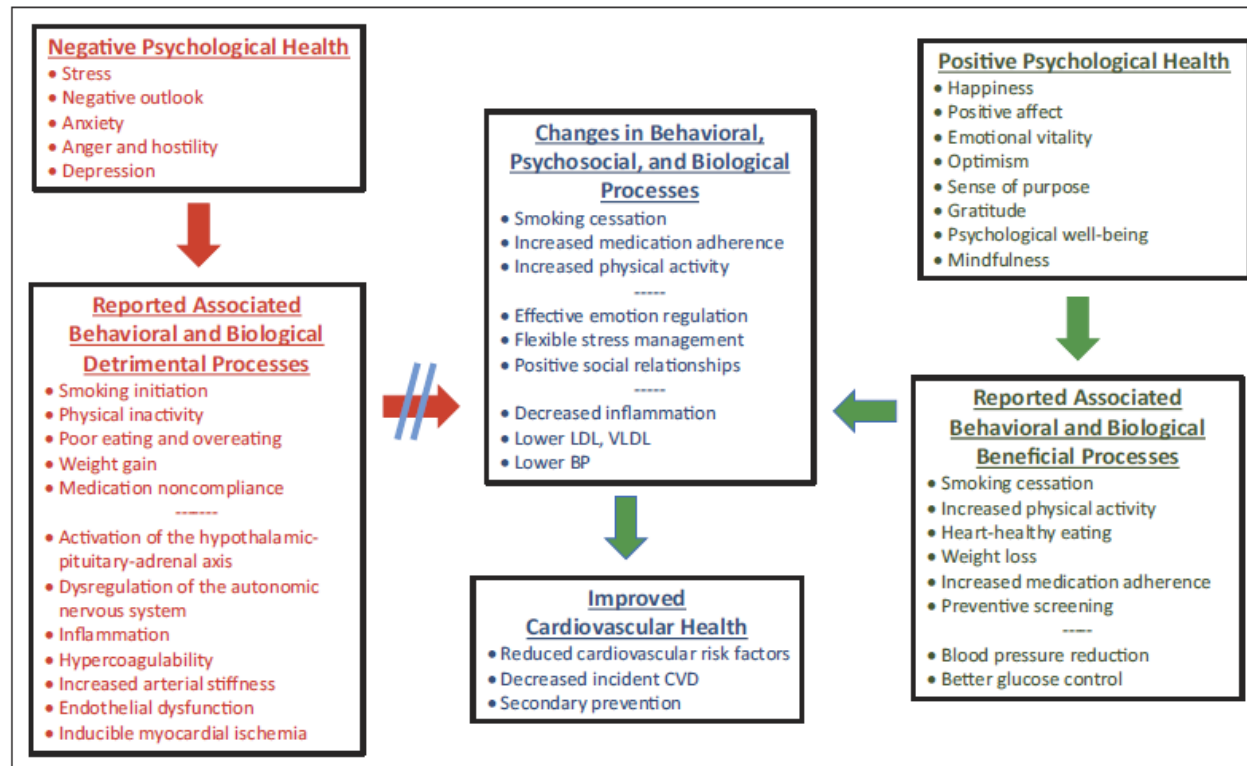 Negative Psychological Health
• Stress
• Negative outlook
• Anxiety
• Anger and hostility
• Depression
Reported Associated
Behavioral and Biological
Detrimental Processes
• Smoking initiation
• Physical inactivity
• Poor eating and overeating
• Weight gain
• Medication noncompliance
-------
• Activation of the hypothalamic-
pituitary-adrenal axis
• Dysregulation of the autonomic
nervous system
• Inflammation
• Hypercoagulability
• Increased arterial stiffness
• Endothelial dysfunction
• Inducible myocardial ischemia
Changes in Behavioral,
Psychosocial, and Biological
Processes
• Smoking cessation
• Increased medication adherence
• Increased physical activity
-----
• Effective emotion regulation
• Flexible stress management
• Positive social relationships
-----
• Decreased inflammation
• Lower LDL, VLDL
• Lower BP
Improved
Cardiovascular Health
• Reduced cardiovascular risk factors
• Decreased incident CVD
• Secondary prevention
Positive Psychological Health
• Happiness
• Positive affect
• Emotional vitality
• Optimism
• Sense of purpose
• Gratitude
• Psychological well-being
• Mindfulness
Reported Associated
Behavioral and Biological
Beneficial Processes
• Smoking cessation
• Increased physical activity
• Heart-healthy eating
• Weight loss
• Increased medication adherence
• Preventive screening
-----
• Blood pressure reduction
• Better glucose control